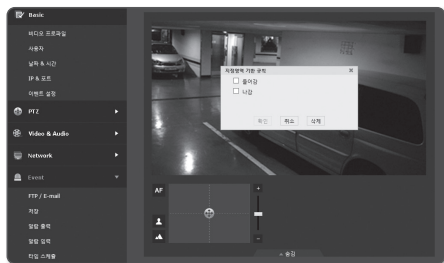 Basic
비디오 프로파일
사용자
날짜 & 시간
IP & 포트
이벤트 설정
PTZ
Video & Audio
Network
Event
FTP / E-mail
저장
알람 출력
알람 입력
타임 스케줄
지정영역 기반 규칙
들어감
나감
확인 취소 삭제
AF
숨김